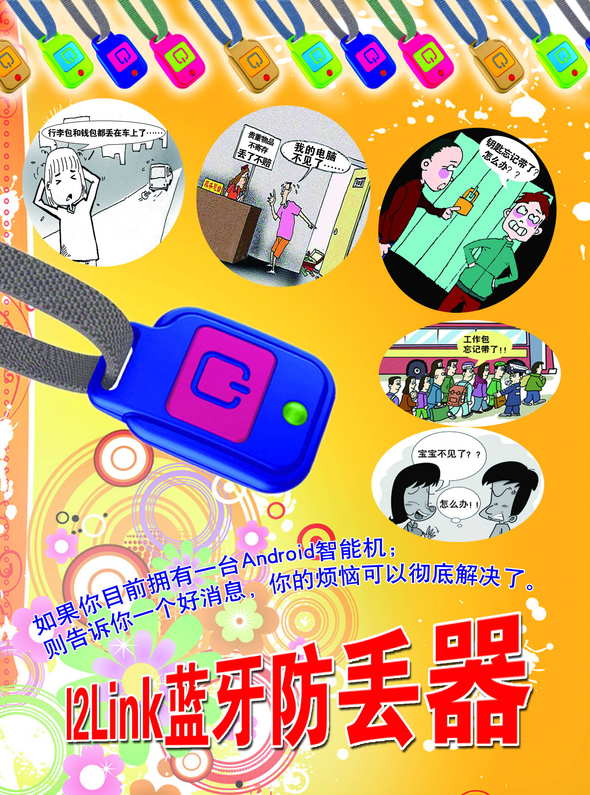 行李包和钱包都丢在车上了……
贵重物品
不寄存
丢了不赔
我的电脑
不见了……
钥匙忘记带了
怎么办？？
工作包
忘记带了！！
宝宝不见了？？
怎么办！！
如果你目前拥有一台Android智能机；
则告诉你一个好消息，你的烦恼可以彻底解决了。
I2Link蓝牙防丢器